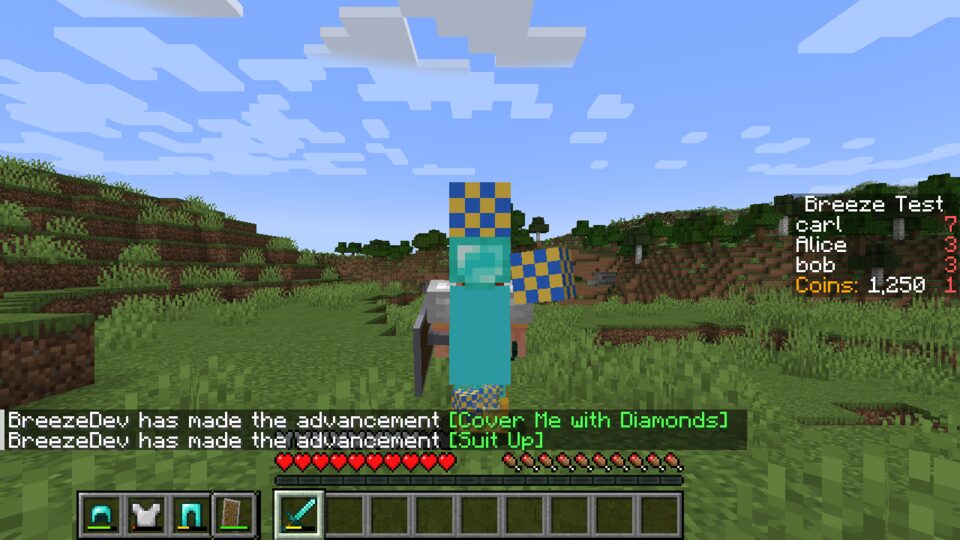 Breeze Test
carl 7
Alice 3
bob 3
Coins: 1,250 1
BreezeDev has made the advancement [Cover Me with Diamonds]
BreezeDev has made the advancement [Suit Up]